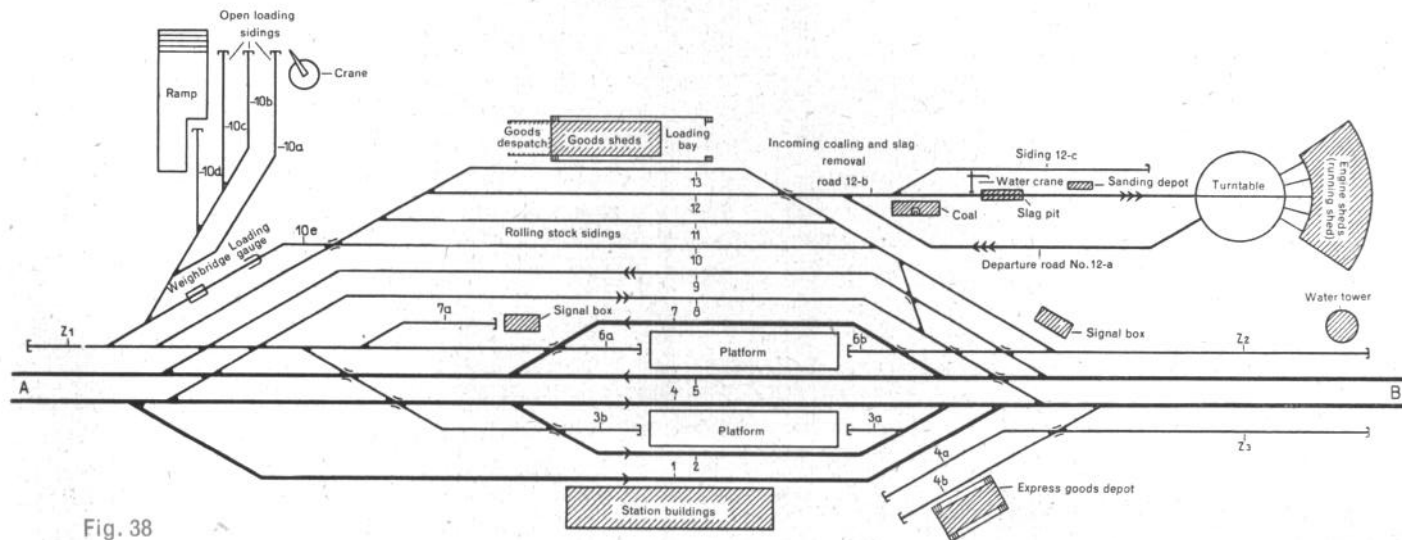 Open loading
sidings
Crane
Ramp
10b
10c
10a
10d
Goods
despatch
Goods sheds
Loading
bay
Incoming coaling and slag
removal
road 12-b
Siding 12-c
Water crane
Sanding depot
Turntable
Engine sheds
(running shed)
Coal
Slag pit
Departure road No.12-a
13
12
Rolling stock sidings
11
10
9
8
7
10e
Loading
gauge
Weighbridge
7a
Signal box
Signal box
Water tower
Z1
6a
Platform
6b
Z2
A
4
5
B
3b
Platform
3a
1
2
4a
4b
Z3
Express goods depot
Station buildings
Fig. 38